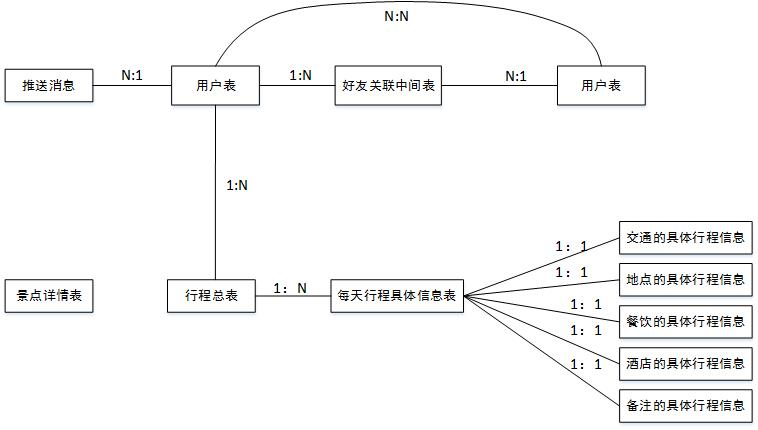 N:N
推送消息
N:1
用户表
1:N
好友关联中间表
N:1
用户表
1:N
景点详情表
行程总表
1：N
每天行程具体信息表
1：1
交通的具体行程信息
1：1
地点的具体行程信息
1：1
餐饮的具体行程信息
1：1
酒店的具体行程信息
1：1
备注的具体行程信息